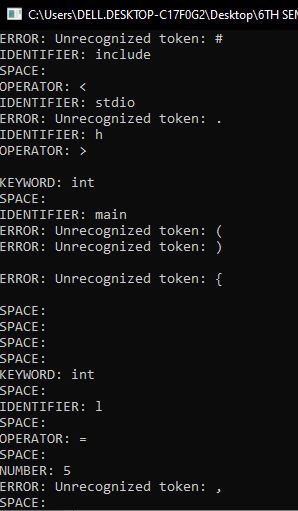 C:\Users\DELL.DESKTOP-C17F0G2\Desktop\6TH SEM
ERROR: Unrecognized token: #
IDENTIFIER: include
SPACE:
OPERATOR: <
IDENTIFIER: stdio
ERROR: Unrecognized token: .
IDENTIFIER: h
OPERATOR: >
KEYWORD: int
SPACE:
IDENTIFIER: main
ERROR: Unrecognized token: (
ERROR: Unrecognized token: )
ERROR: Unrecognized token: {
SPACE:
SPACE:
SPACE:
SPACE:
KEYWORD: int
SPACE:
IDENTIFIER: l
SPACE:
OPERATOR: =
SPACE:
NUMBER: 5
ERROR: Unrecognized token: ,
SPACE: